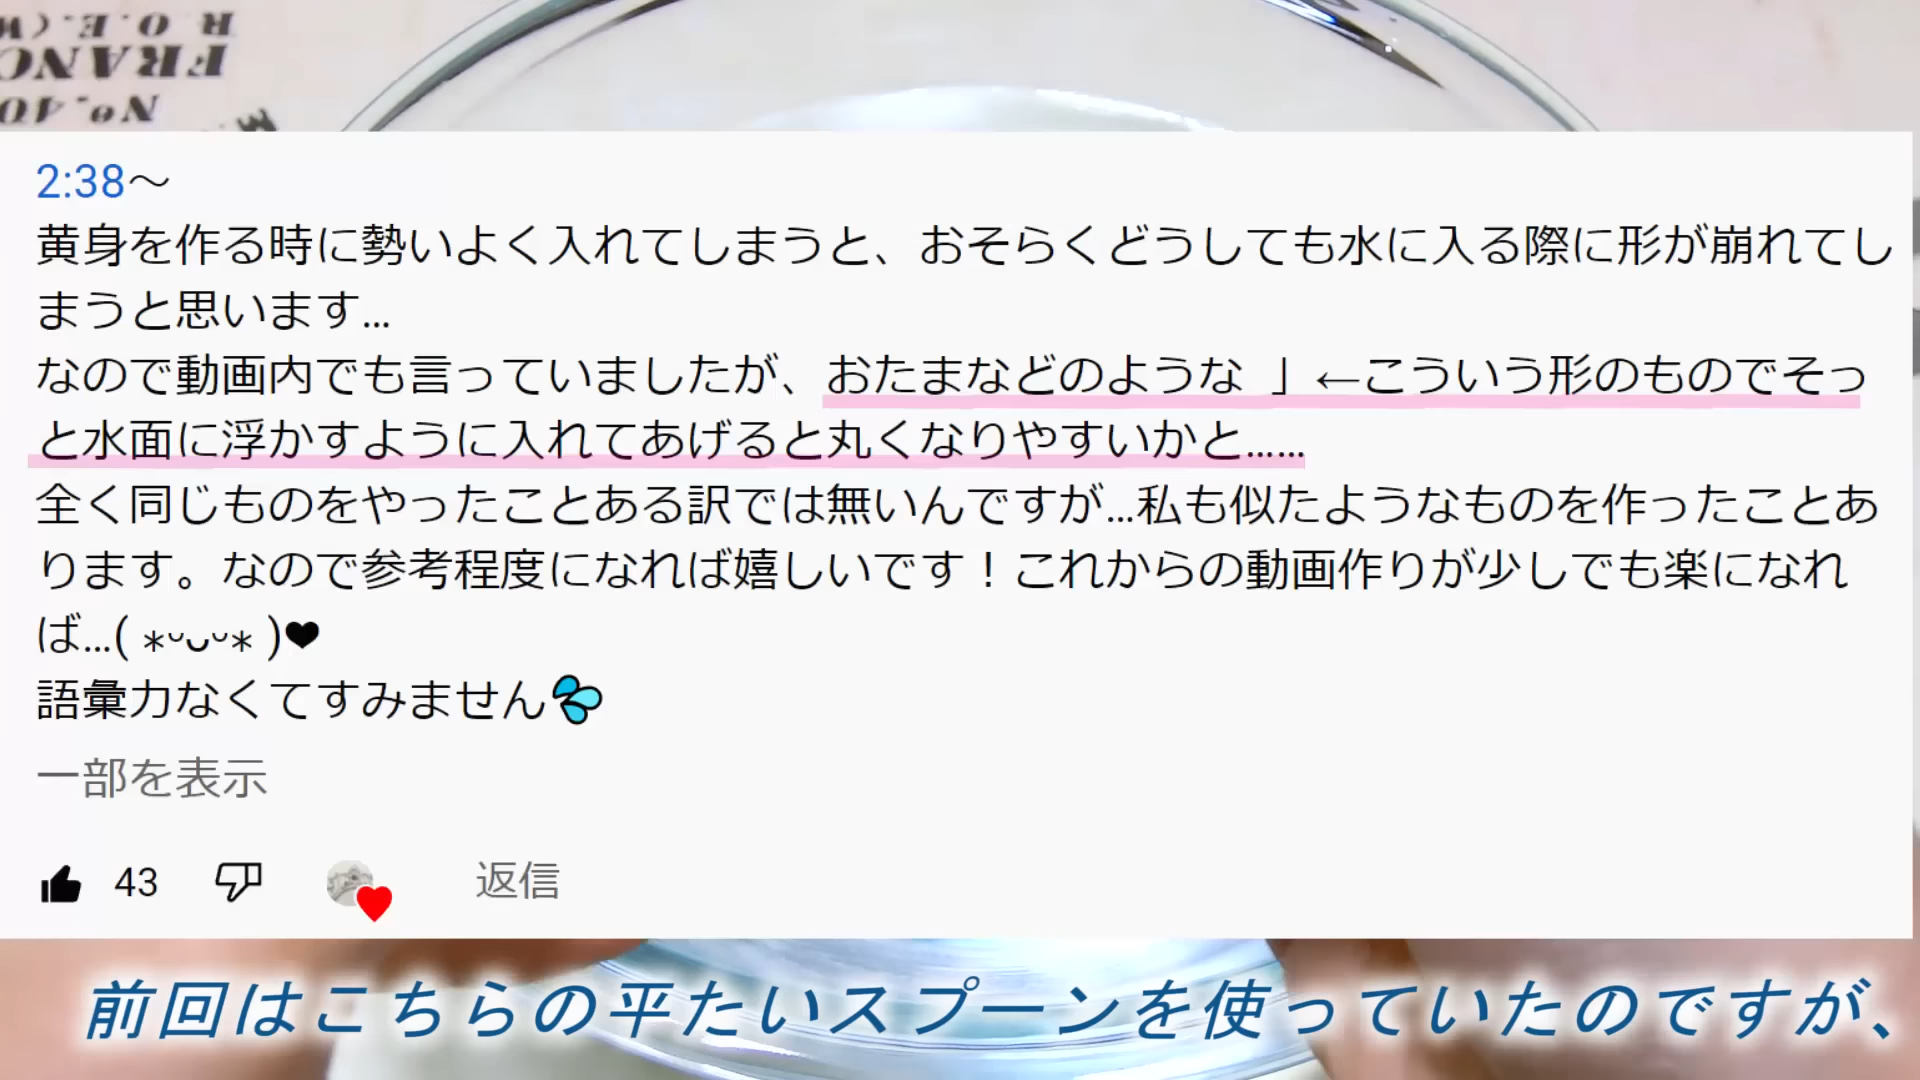 R O E.(W
FRANC
No.40
2:38～
黄身を作る時に勢いよく入れてしまうと、おそらくどうしても水に入る際に形が崩れてし
まうと思います…
なので動画内でも言っていましたが、おたまなどのような 」←こういう形のものでそっ
と水面に浮かすように入れてあげると丸くなりやすいかと……
全く同じものをやったことある訳では無いんですが…私も似たようなものを作ったことあ
ります。なので参考程度になれば嬉しいです！これからの動画作りが少しでも楽になれ
ば…( ⁎ᵕᴗᵕ⁎ )❤
語彙力なくてすみません💦
一部を表示
43
返信
前回はこちらの平たいスプーンを使っていたのですが、